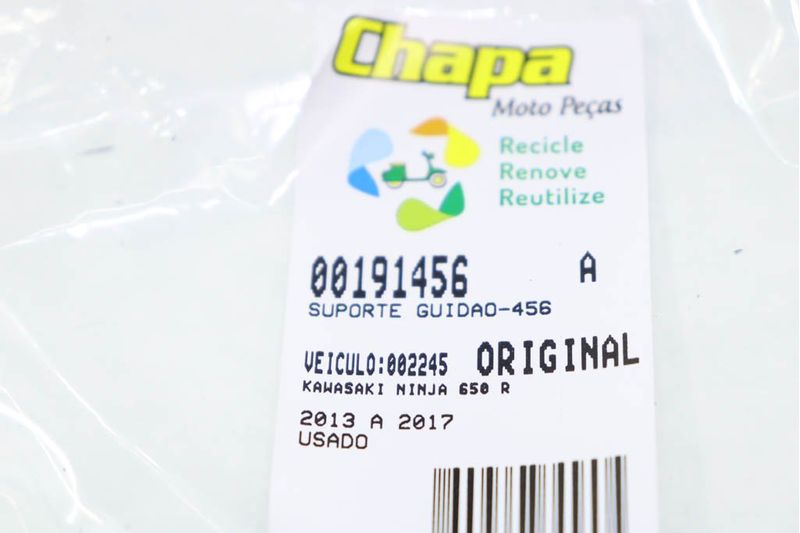 Chapa
Moto Peças
Recicle
Renove
Reutilize
00191456 A
SUPORTE GUIDAO-456
VEICULO:002245 ORIGINAL
KAWASAKI NINJA 650 R
2013 A 2017
USADO